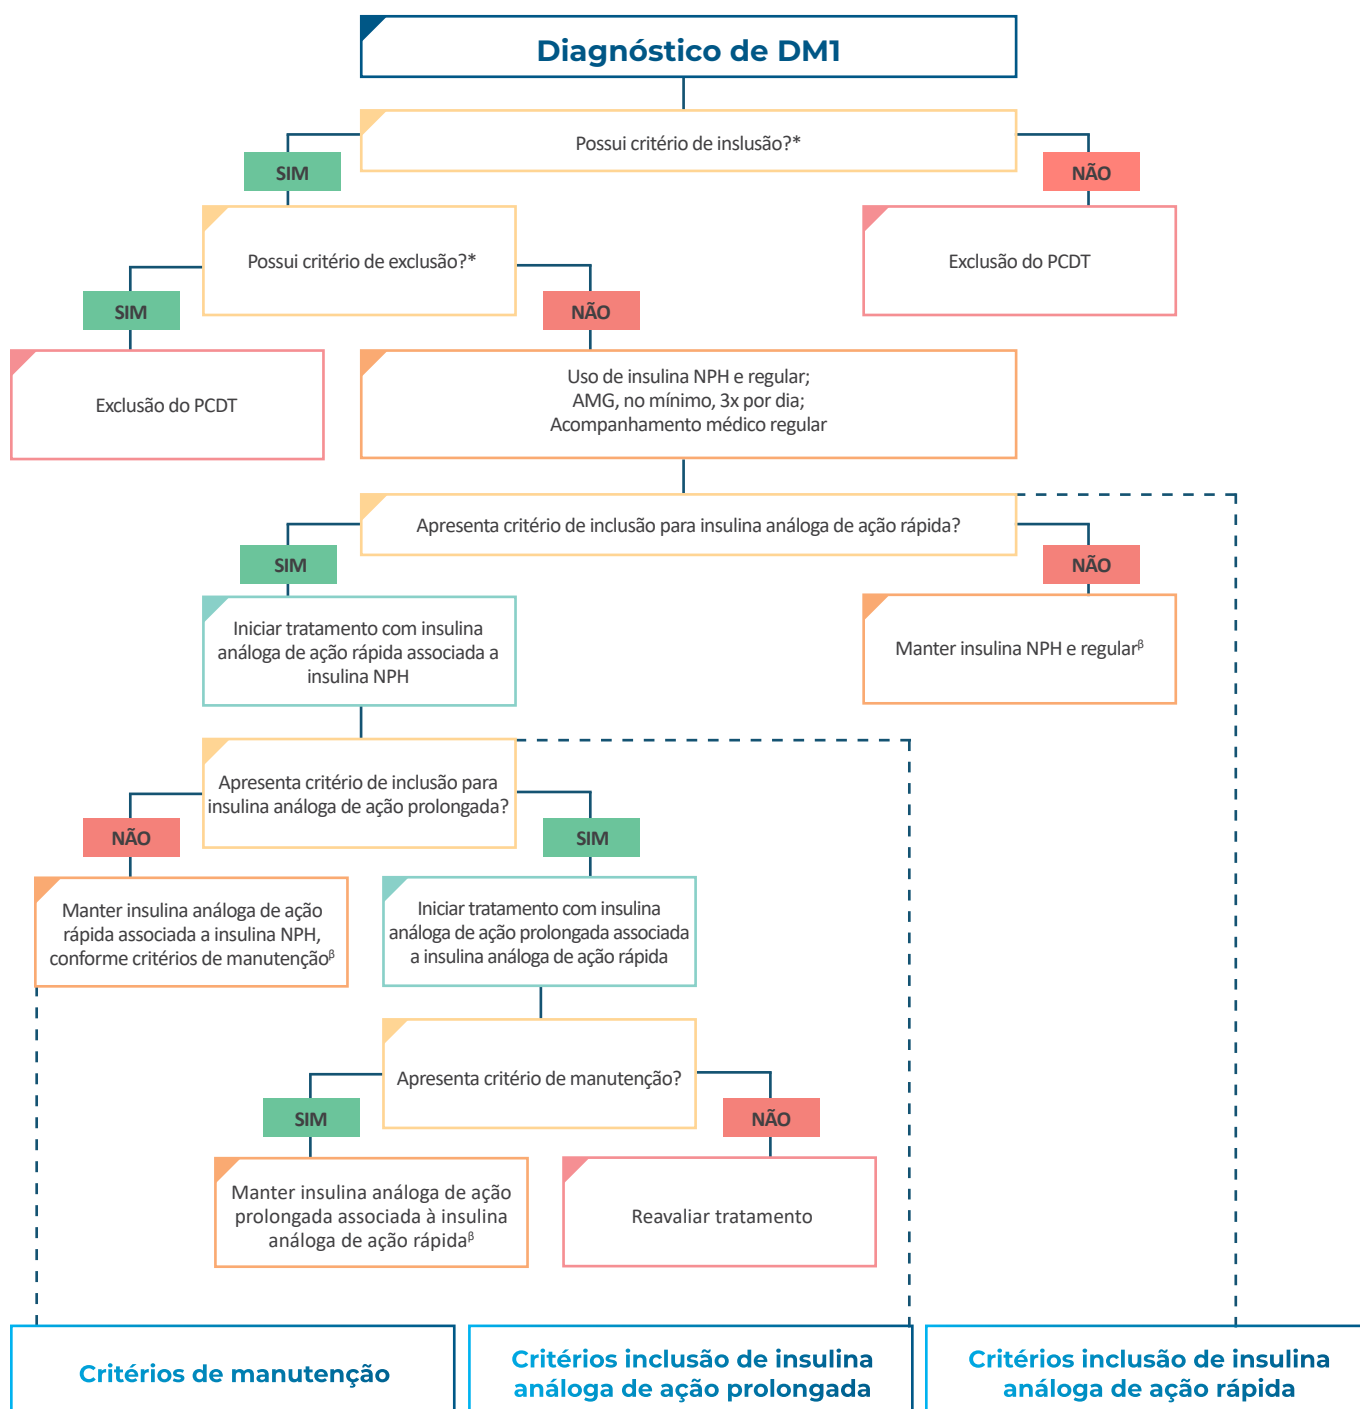 Diagnóstico de DM1
Possui critério de inslusão?*
SIM
NÃO
Possui critério de exclusão?*
Exclusão do PCDT
SIM
NÃO
Exclusão do PCDT
Uso de insulina NPH e regular;
AMG, no mínimo, 3x por dia;
Acompanhamento médico regular
Apresenta critério de inclusão para insulina análoga de ação rápida?
SIM
NÃO
Iniciar tratamento com insulina
análoga de ação rápida associada a
insulina NPH
Manter insulina NPH e regularᵝ
Apresenta critério de inclusão para
insulina análoga de ação prolongada?
NÃO
SIM
Manter insulina análoga de ação
rápida associada a insulina NPH,
conforme critérios de manutençãoᵝ
Iniciar tratamento com insulina
análoga de ação prolongada associada
a insulina análoga de ação rápida
Apresenta critério de manutenção?
SIM
NÃO
Manter insulina análoga de ação
prolongada associada à insulina
análoga de ação rápidaᵝ
Reavaliar tratamento
Critérios de manutenção
Critérios inclusão de insulina
análoga de ação prolongada
Critérios inclusão de insulina
análoga de ação rápida